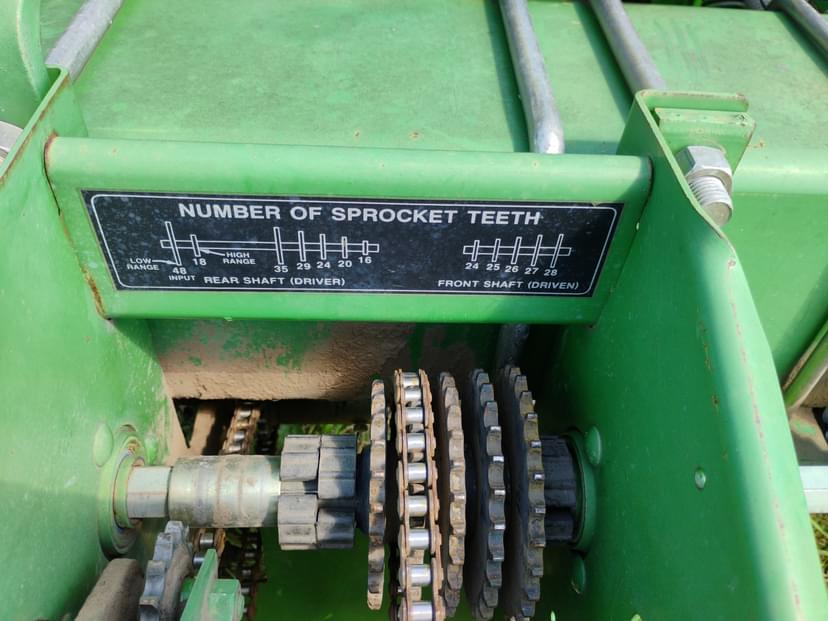 NUMBER OF SPROCKET TEETH
LOW RANGE
48
INPUT
18
HIGH RANGE
35 29 24 20 16
REAR SHAFT (DRIVER)
24 25 26 27 28
FRONT SHAFT (DRIVEN)